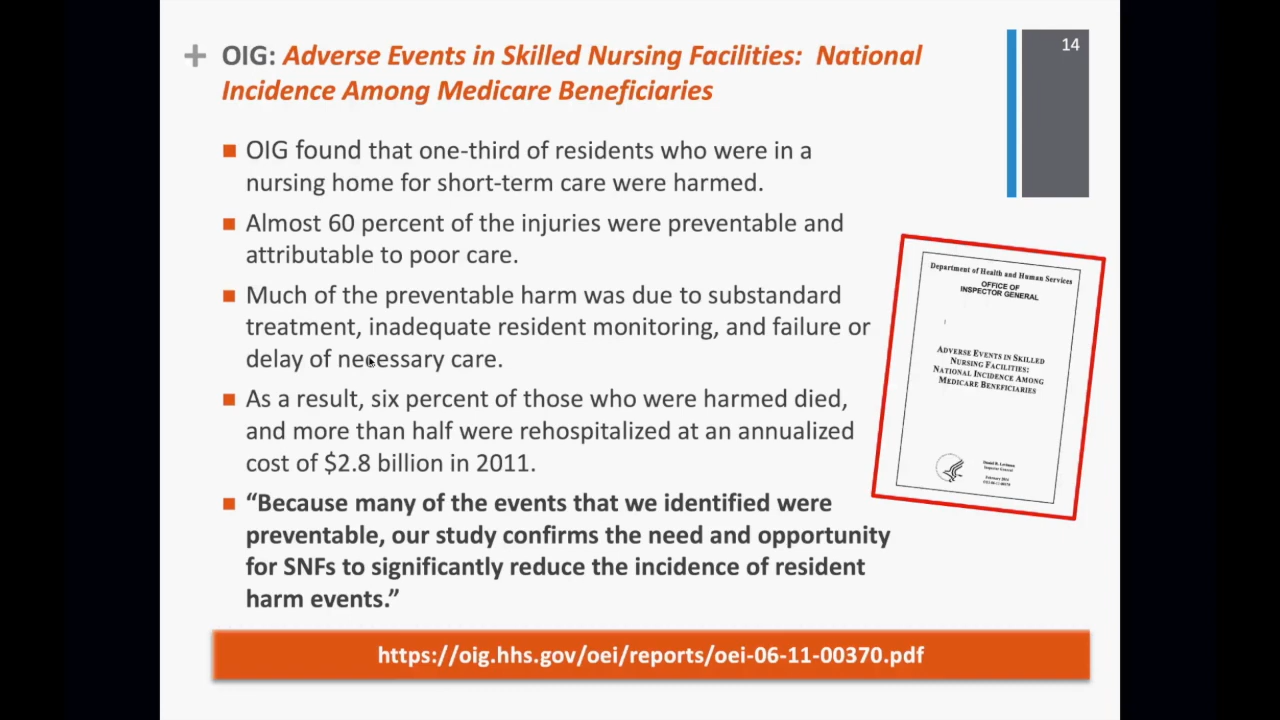 14
+ OIG: Adverse Events in Skilled Nursing Facilities: National
Incidence Among Medicare Beneficiaries
■ OIG found that one-third of residents who were in a
nursing home for short-term care were harmed.
■ Almost 60 percent of the injuries were preventable and
attributable to poor care.
■ Much of the preventable harm was due to substandard
treatment, inadequate resident monitoring, and failure or
delay of necessary care.
■ As a result, six percent of those who were harmed died,
and more than half were rehospitalized at an annualized
cost of $2.8 billion in 2011.
■ “Because many of the events that we identified were
preventable, our study confirms the need and opportunity
for SNFs to significantly reduce the incidence of resident
harm events.”
Department of Health and Human Services
OFFICE OF
INSPECTOR GENERAL
ADVERSE EVENTS IN SKILLED
NURSING FACILITIES:
NATIONAL INCIDENCE AMONG
MEDICARE BENEFICIARIES
Inspector General
https://oig.hhs.gov/oei/reports/oei-06-11-00370.pdf